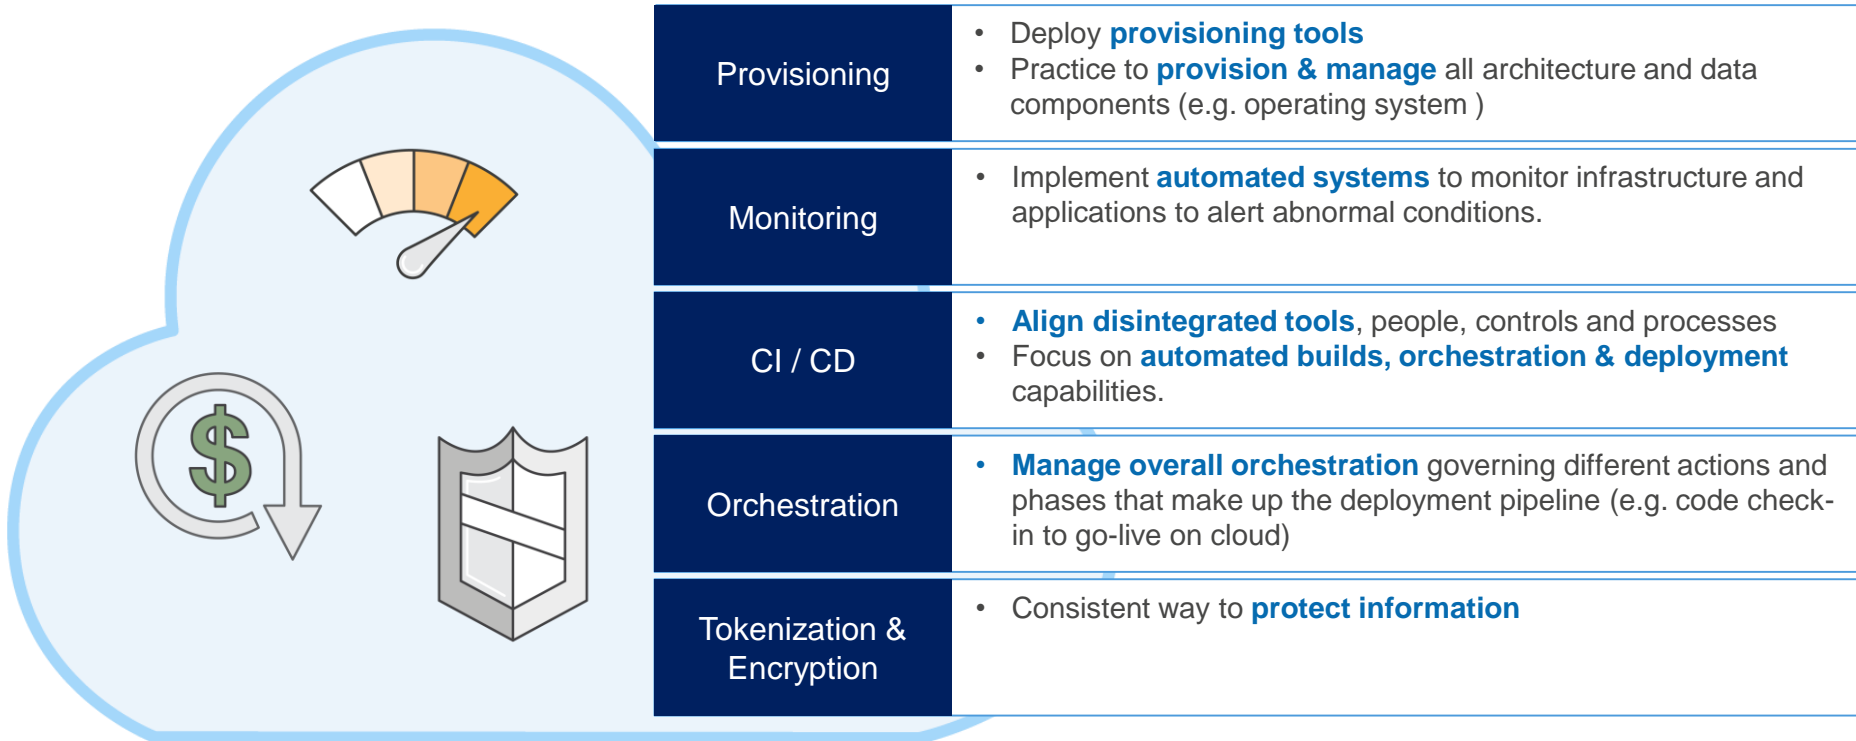 Provisioning
• Deploy provisioning tools
• Practice to provision & manage all architecture and data
components (e.g. operating system )
Monitoring
• Implement automated systems to monitor infrastructure and
applications to alert abnormal conditions.
CI / CD
• Align disintegrated tools, people, controls and processes
• Focus on automated builds, orchestration & deployment
capabilities.
Orchestration
• Manage overall orchestration governing different actions and
phases that make up the deployment pipeline (e.g. code check-
in to go-live on cloud)
Tokenization &
Encryption
• Consistent way to protect information
$